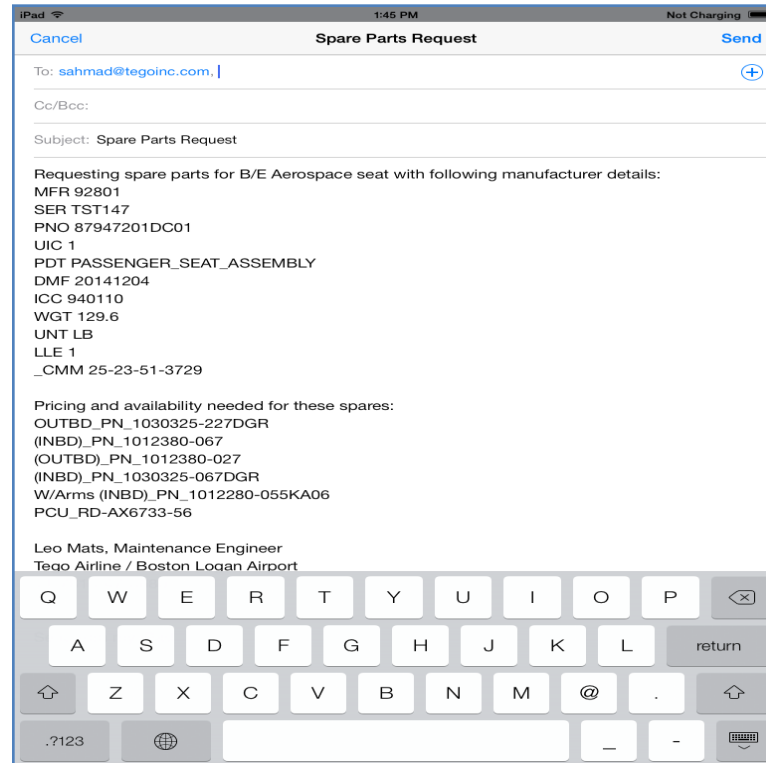 iPad 1:45 PM Not Charging
Cancel Spare Parts Request Send
To: sahmad@tegoinc.com,
Cc/Bcc:
Subject: Spare Parts Request
Requesting spare parts for B/E Aerospace seat with following manufacturer details:
MFR 92801
SER TST147
PNO 87947201DC01
UIC 1
PDT PASSENGER_SEAT_ASSEMBLY
DMF 20141204
ICC 940110
WGT 129.6
UNT LB
LLE 1
_CMM 25-23-51-3729
Pricing and availability needed for these spares:
OUTBD_PN_1030325-227DGR
(INBD)_PN_1012380-067
(OUTBD)_PN_1012380-027
(INBD)_PN_1030325-067DGR
W/Arms (INBD)_PN_1012280-055KA06
PCU_RD-AX6733-56
Leo Mats, Maintenance Engineer
Tego Airline / Boston Logan Airport
Q W E R T Y U I O P
A S D F G H J K L return
Z X C V B N M @ .
.?123 _ -